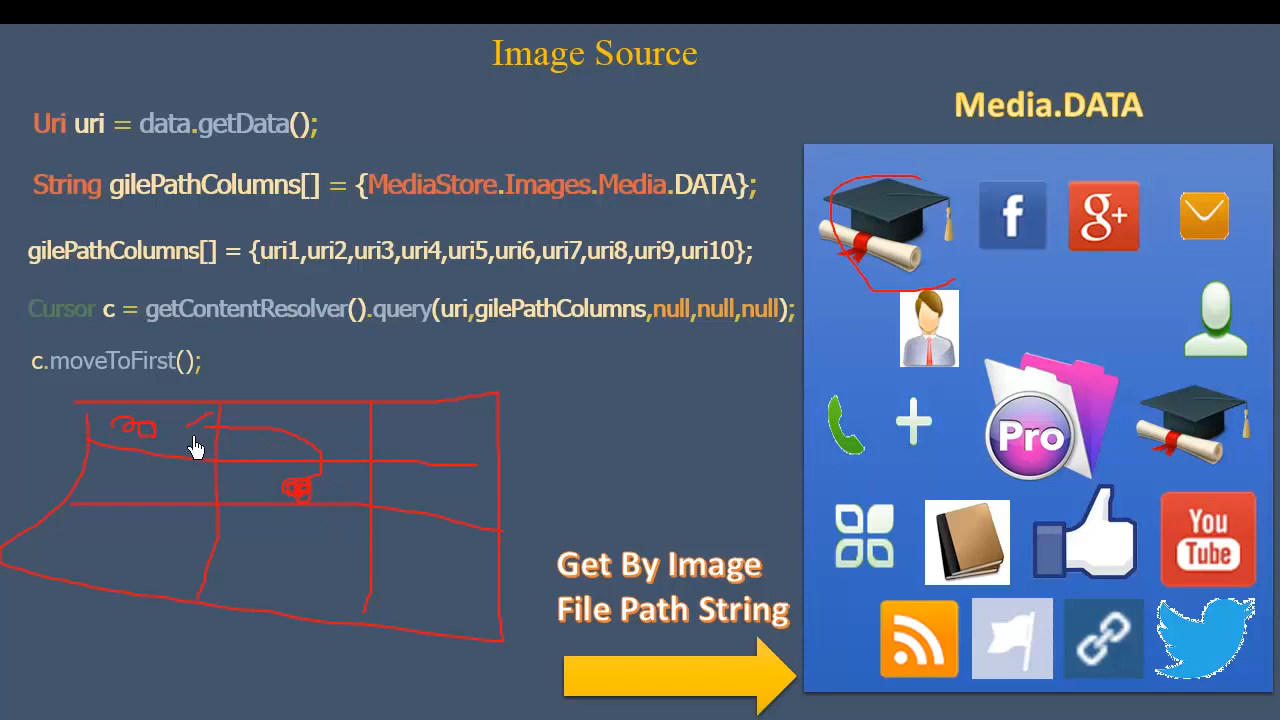 Image Source
Media.DATA
Uri uri = data.getData();
String gilePathColumns[] = {MediaStore.Images.Media.DATA};
gilePathColumns[] = {uri1,uri2,uri3,uri4,uri5,uri6,uri7,uri8,uri9,uri10};
Cursor c = getContentResolver().query(uri,gilePathColumns,null,null,null);
c.moveToFirst();
Get By Image
File Path String
f
g+
Pro
You
Tube